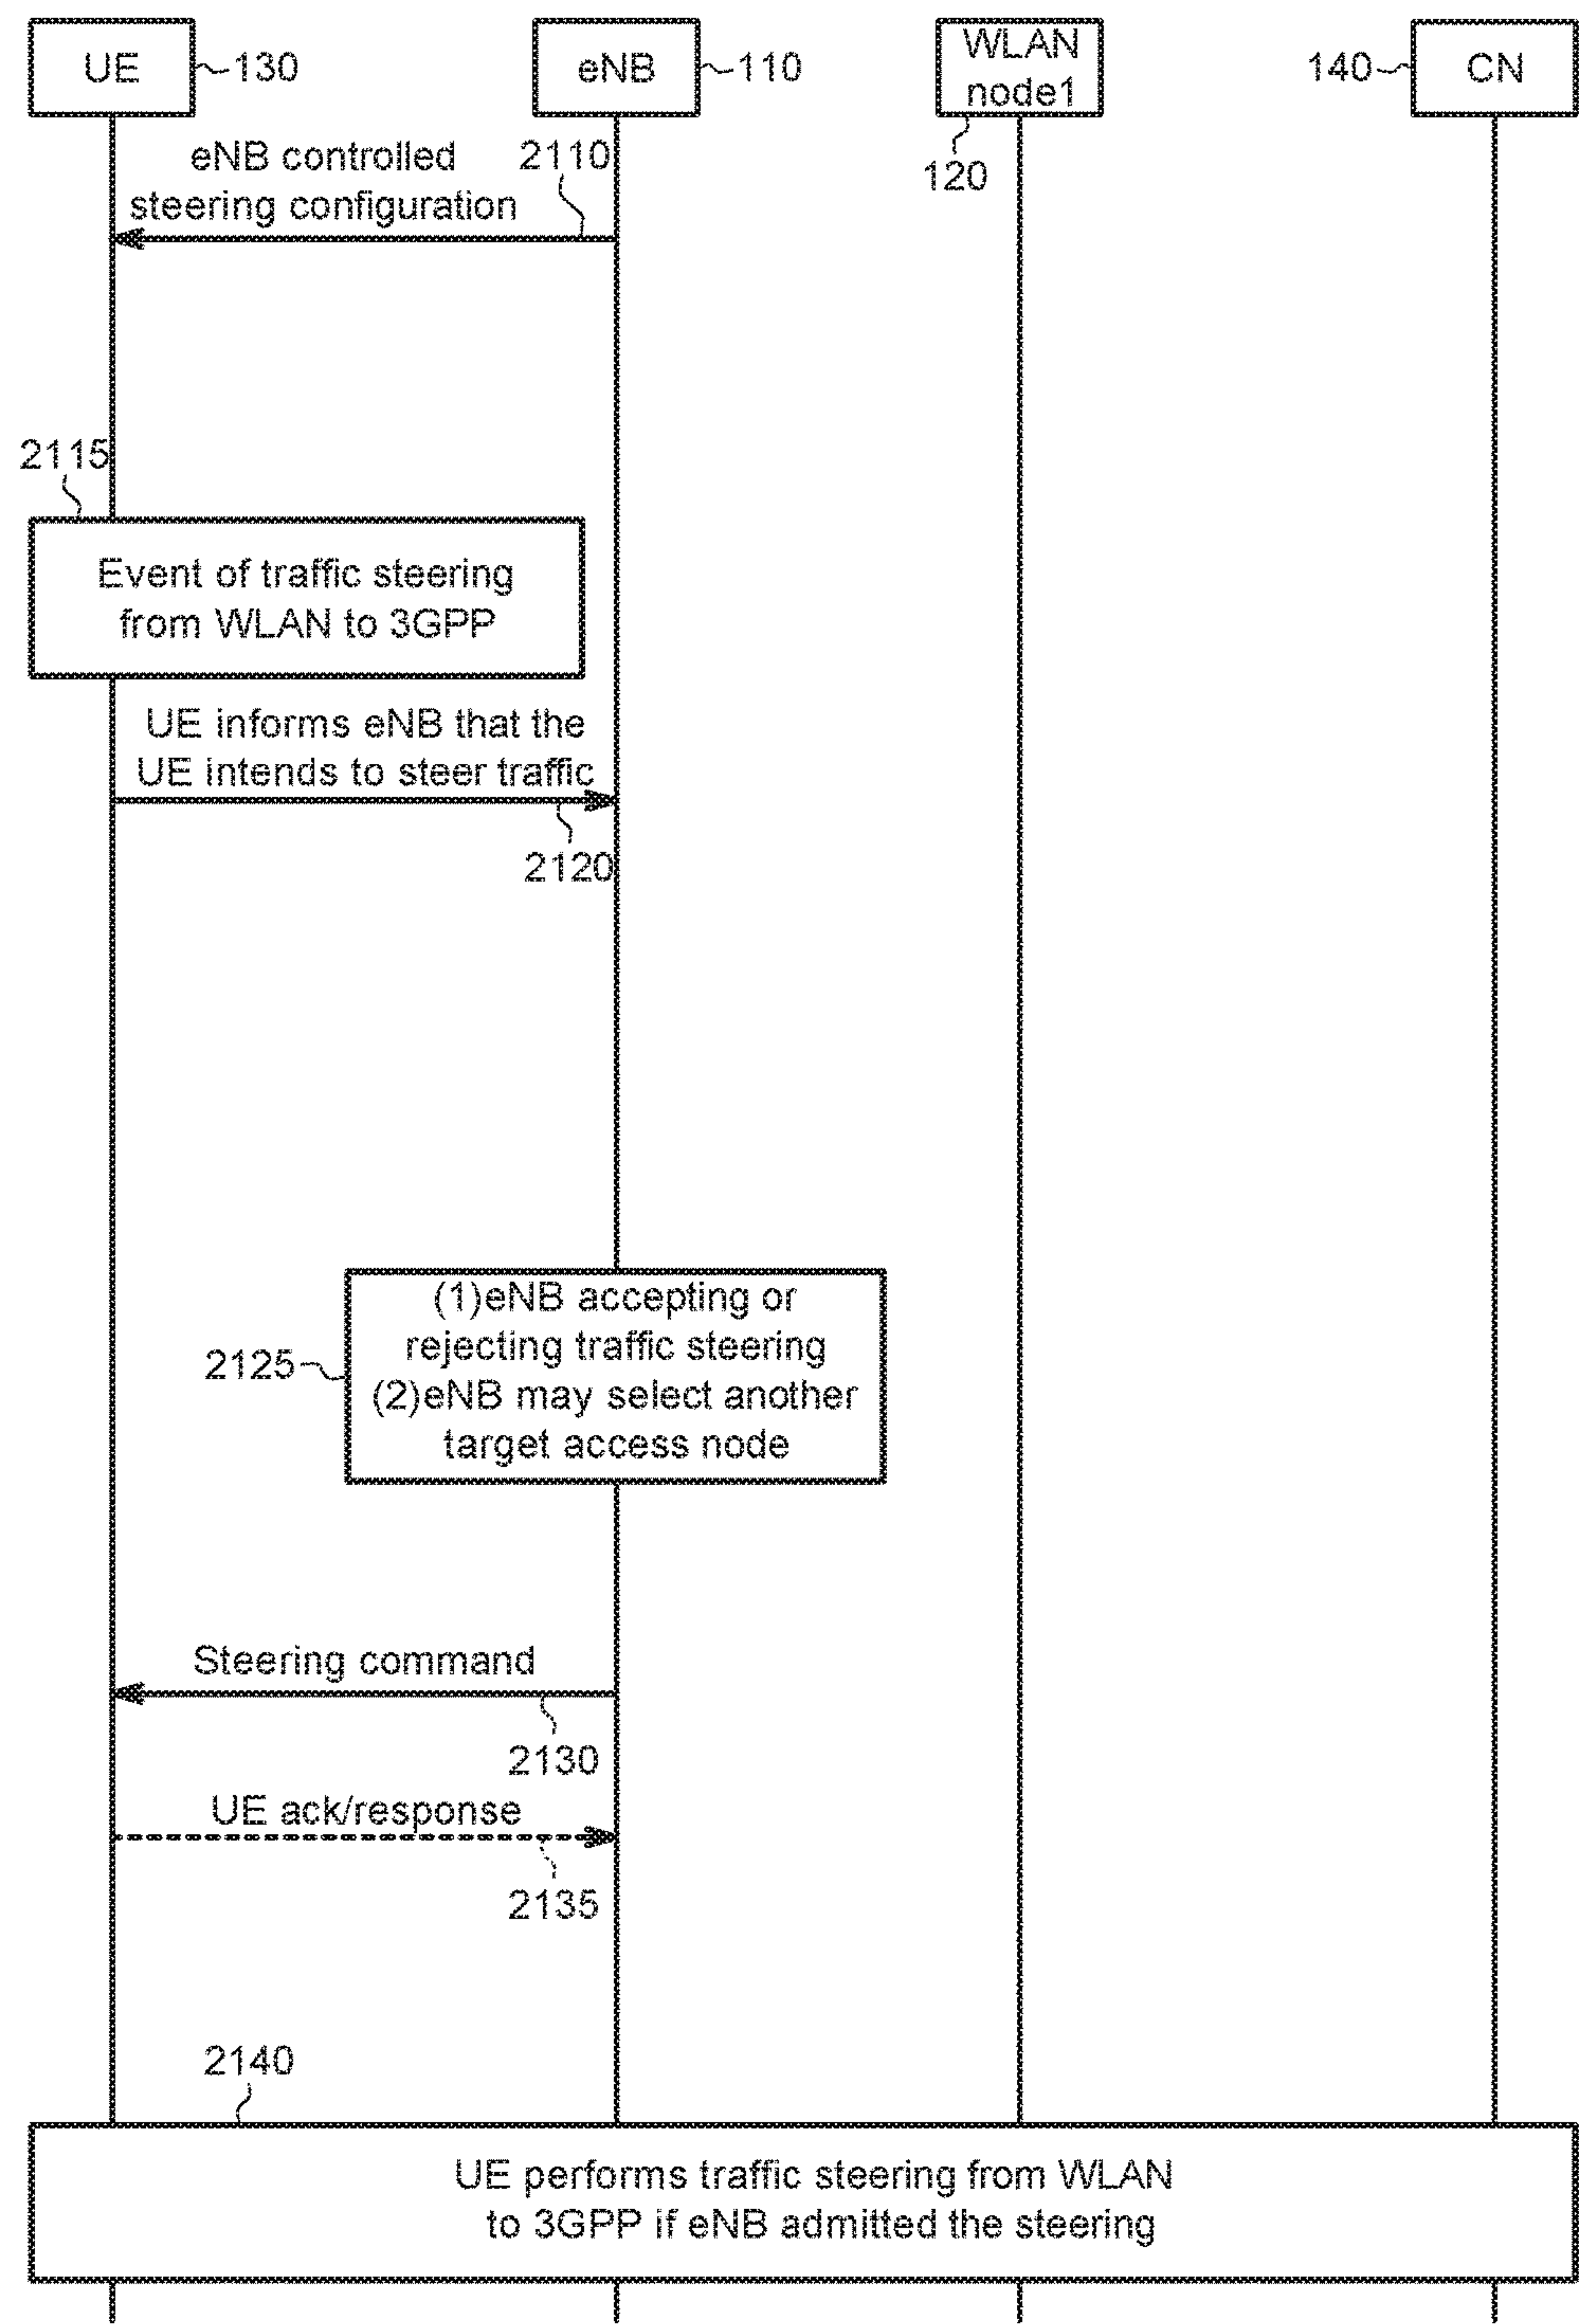 UE
130
eNB
110
WLAN
node1
120
140
CN
eNB controlled
steering configuration
2110
2115
Event of traffic steering
from WLAN to 3GPP
UE informs eNB that the
UE intends to steer traffic
2120
(1)eNB accepting or
rejecting traffic steering
(2)eNB may select another
target access node
2125
Steering command
2130
UE ack/response
2135
2140
UE performs traffic steering from WLAN
to 3GPP if eNB admitted the steering